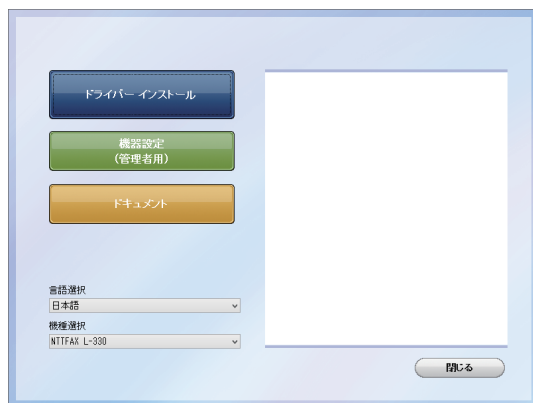 ドライバー インストール
機器設定
（管理者用）
ドキュメント
言語選択
日本語
機種選択
NTTFAX L-330
閉じる